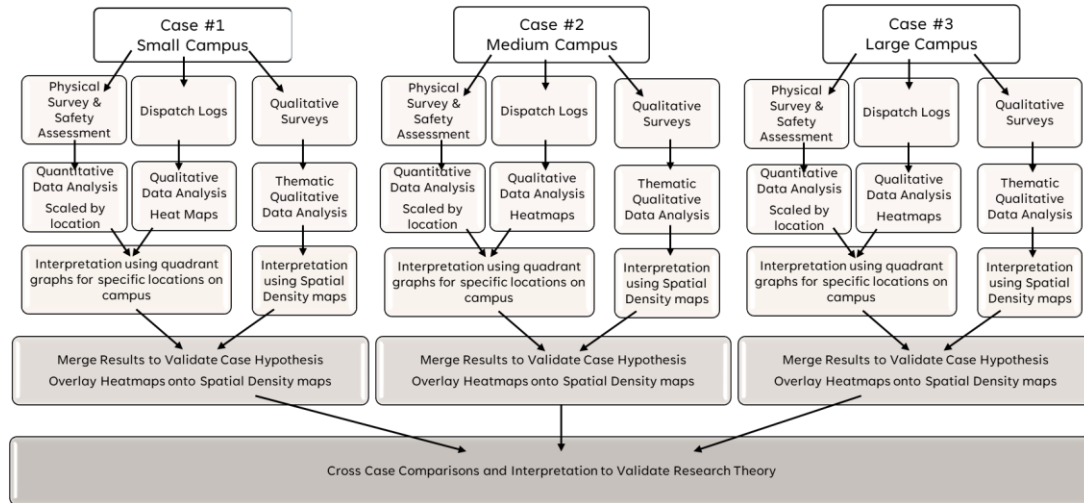 Case #1
Small Campus
Physical
Survey &
Safety
Assessment
Dispatch Logs
Qualitative
Surveys
Quantitative
Data Analysis
Scaled by
location
Qualitative
Data Analysis
Heat Maps
Thematic
Qualitative
Data Analysis
Interpretation using quadrant
graphs for specific locations on
campus
Interpretation
using Spatial
Density maps
Merge Results to Validate Case Hypothesis
Overlay Heatmaps onto Spatial Density maps
Case #2
Medium Campus
Physical
Survey &
Safety
Assessment
Dispatch Logs
Qualitative
Surveys
Quantitative
Data Analysis
Scaled by
location
Qualitative
Data Analysis
Heatmaps
Thematic
Qualitative
Data Analysis
Interpretation using quadrant
graphs for specific locations on
campus
Interpretation
using Spatial
Density maps
Merge Results to Validate Case Hypothesis
Overlay Heatmaps onto Spatial Density maps
Case #3
Large Campus
Physical
Survey &
Safety
Assessment
Dispatch Logs
Qualitative
Surveys
Quantitative
Data Analysis
Scaled by
location
Qualitative
Data Analysis
Heatmaps
Thematic
Qualitative
Data Analysis
Interpretation using quadrant
graphs for specific locations on
campus
Interpretation
using Spatial
Density maps
Merge Results to Validate Case Hypothesis
Overlay Heatmaps onto Spatial Density maps
Cross Case Comparisons and Interpretation to Validate Research Theory